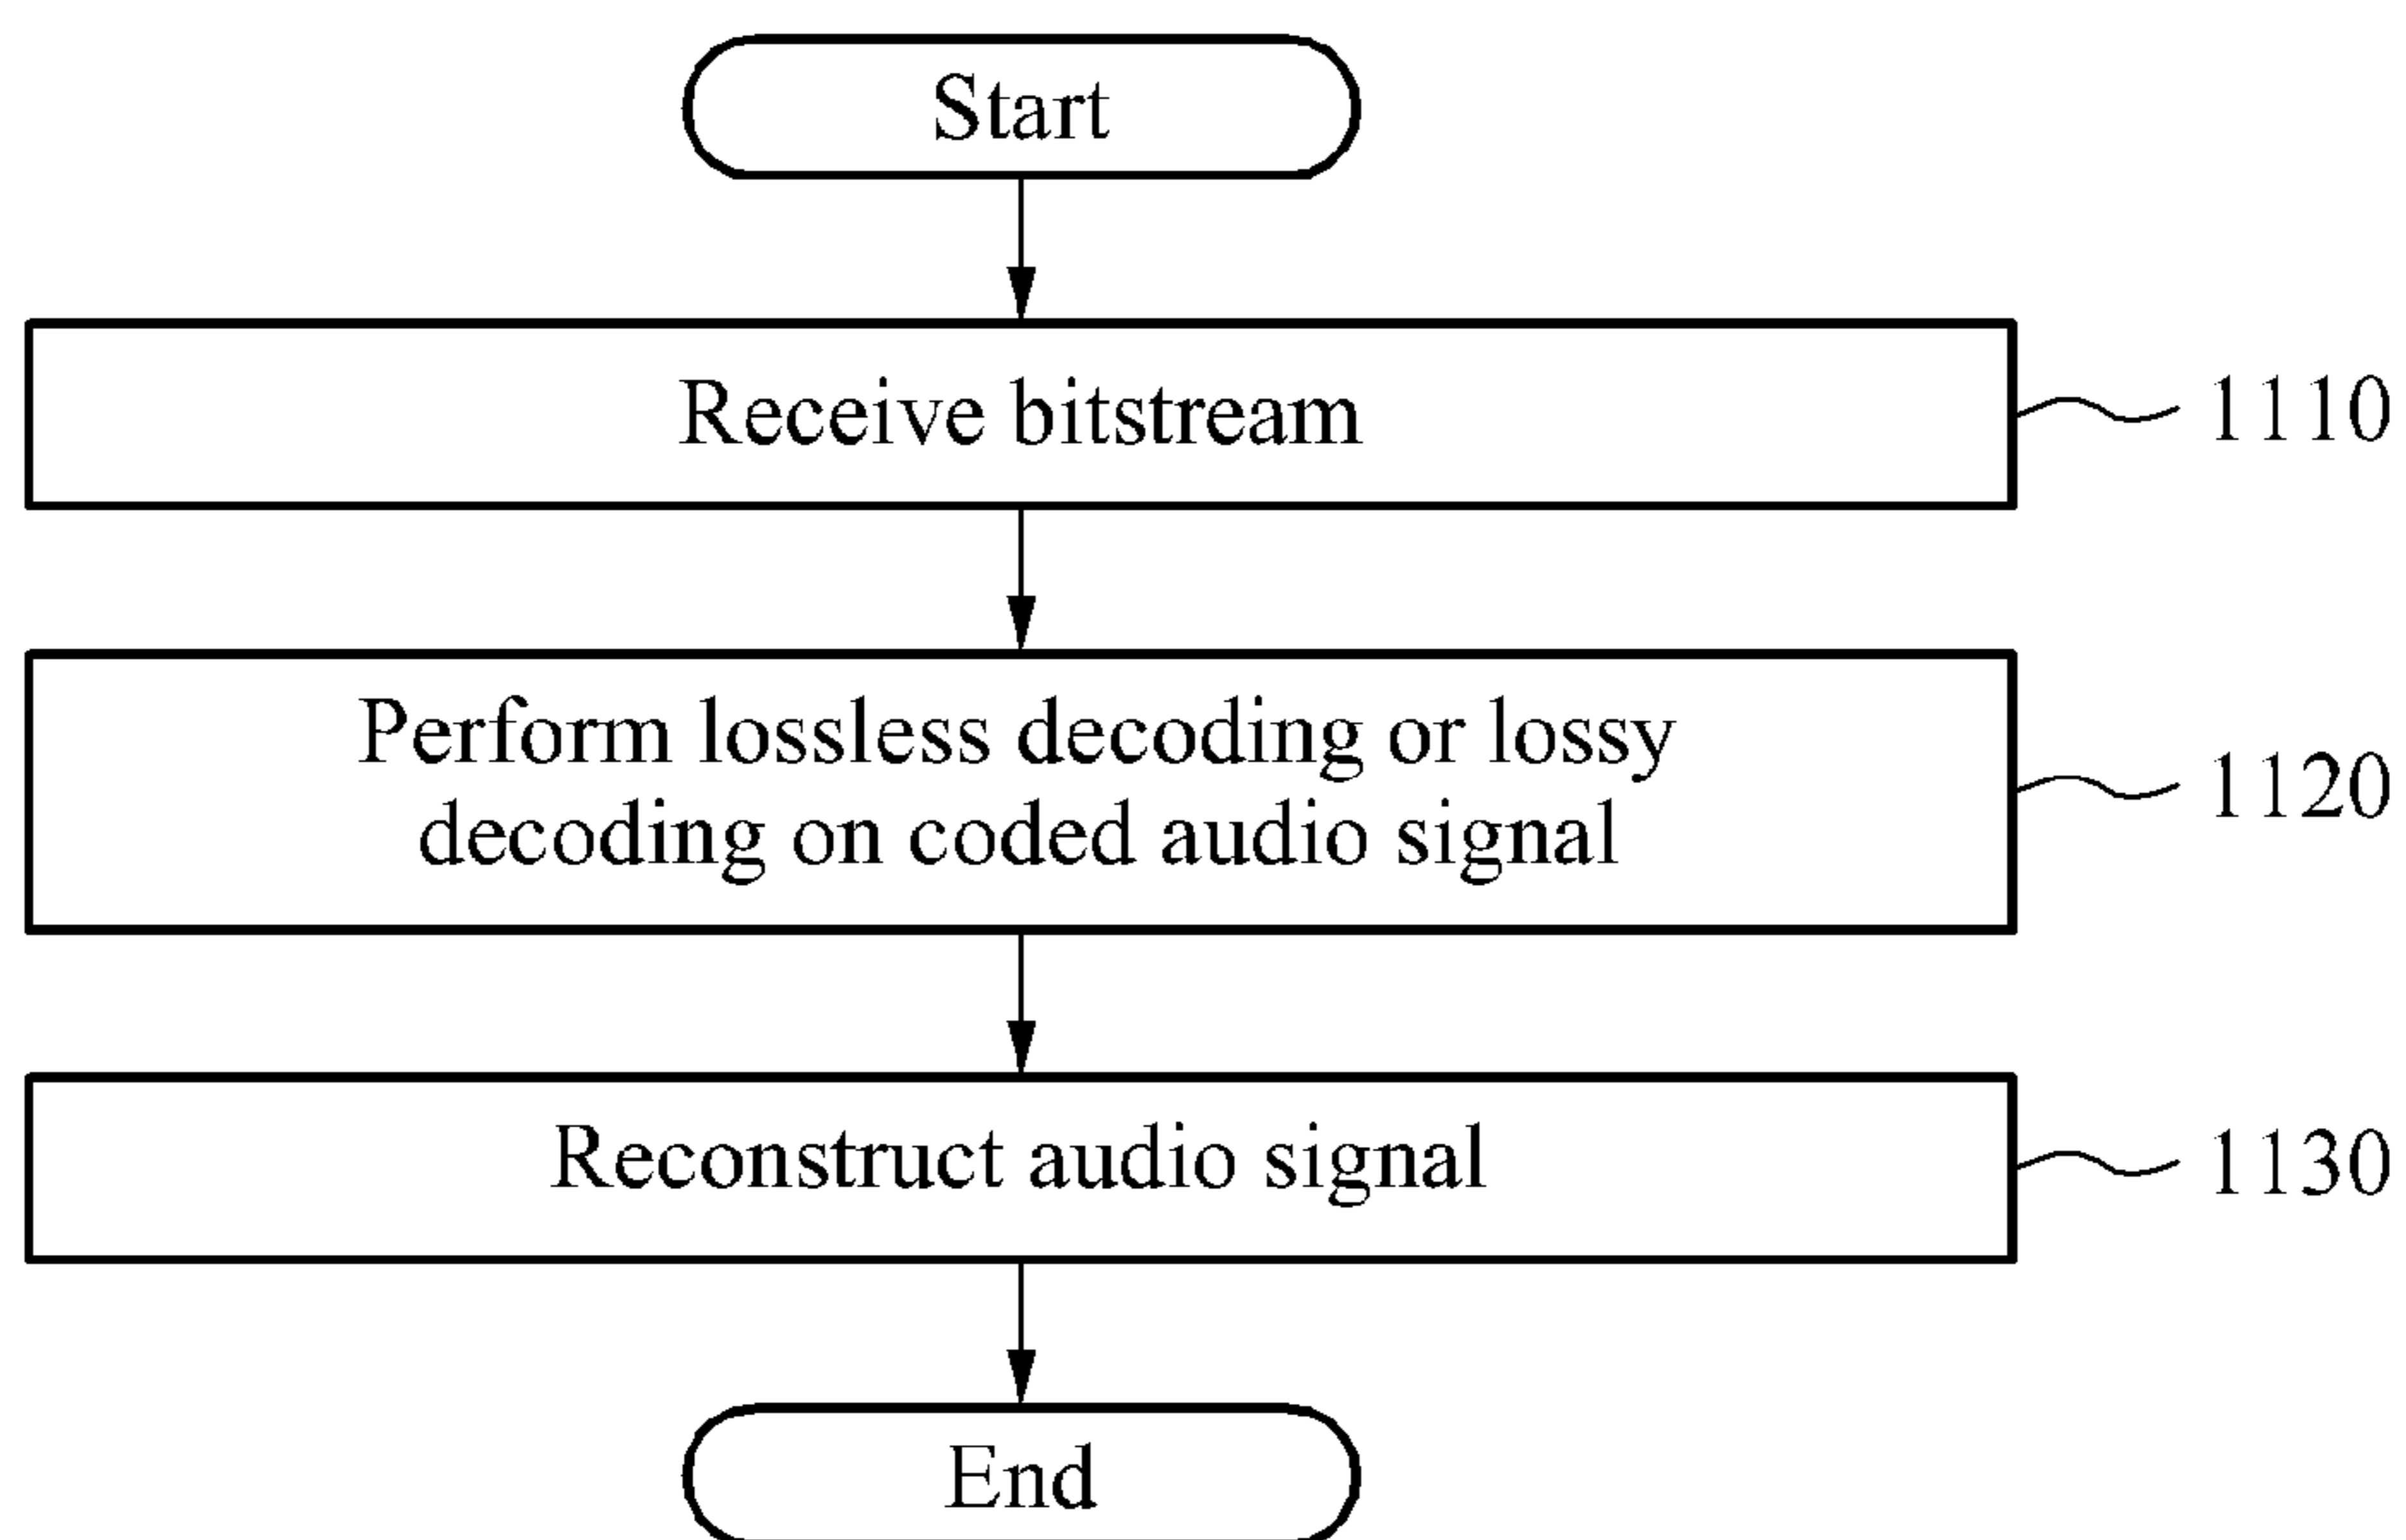 Start
Receive bitstream
1110
Perform lossless decoding or lossy
decoding on coded audio signal
1120
Reconstruct audio signal
1130
End